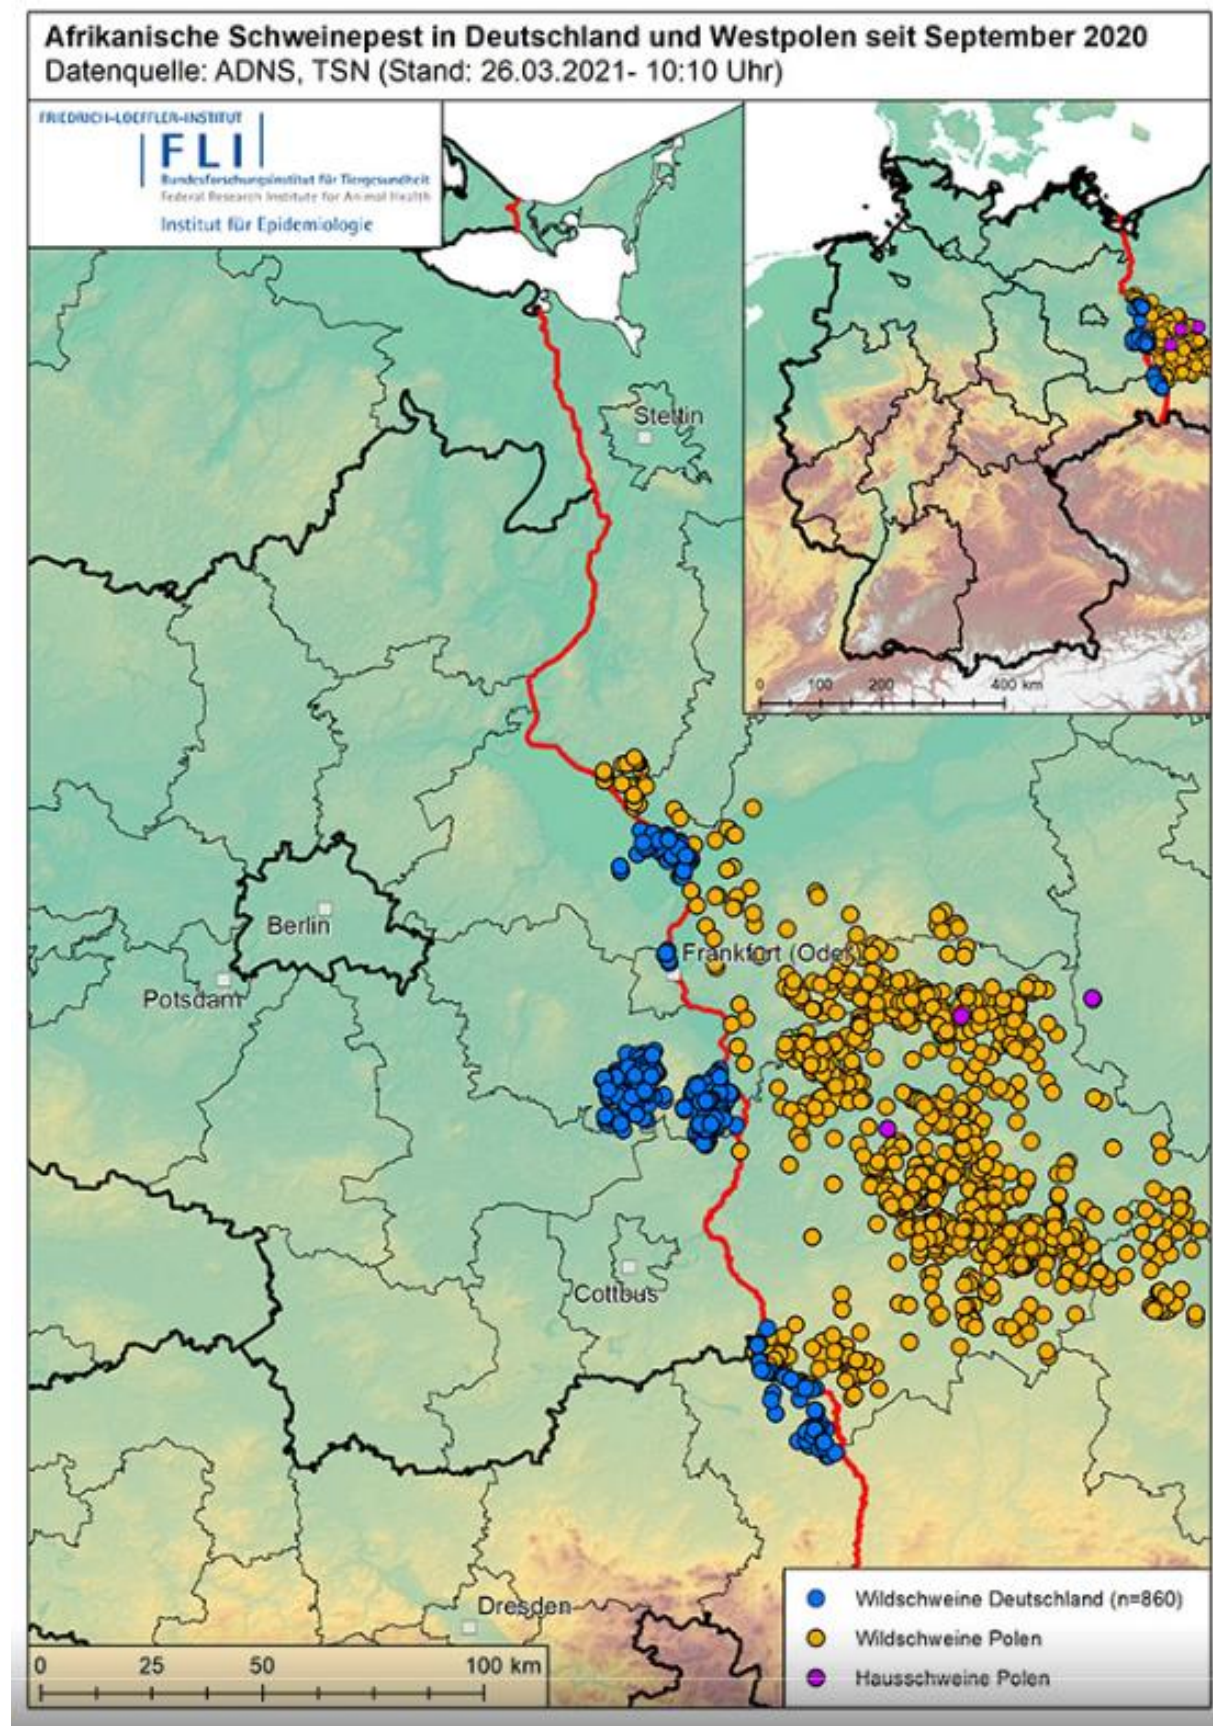 Afrikanische Schweinepest in Deutschland und Westpolen seit September 2020
Datenquelle: ADNS, TSN (Stand: 26.03.2021- 10:10 Uhr)
FRIEDRICH-LOEFFLER-INSTITUT
FLI
Bundesforschungsinstitut für Tiergesundheit
Federal Research Institute for Animal Health
Institut für Epidemiologie
Stettin
0 100 200 400 km
Berlin
Frankfurt (Oder)
Potsdam
Cottbus
Dresden
Wildschweine Deutschland (n=860)
Wildschweine Polen
Hausschweine Polen
0 25 50 100 km